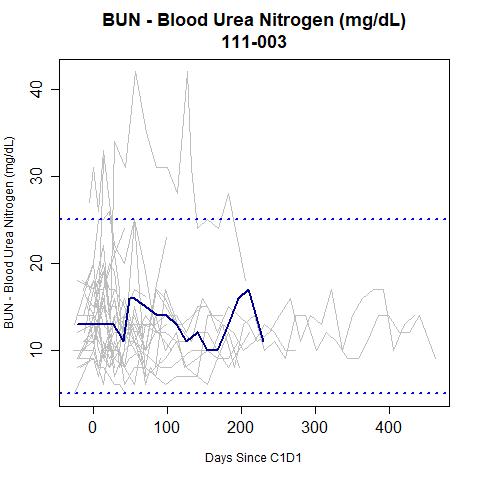 BUN - Blood Urea Nitrogen (mg/dL)
111-003
BUN - Blood Urea Nitrogen (mg/dL)
40
30
20
10
0 100 200 300 400
Days Since C1D1